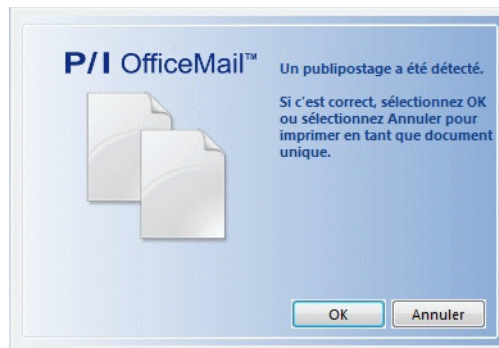 P/I OfficeMail™
Un publipostage a été détecté.
Si c'est correct, sélectionnez OK
ou sélectionnez Annuler pour
imprimer en tant que document
unique.
OK
Annuler